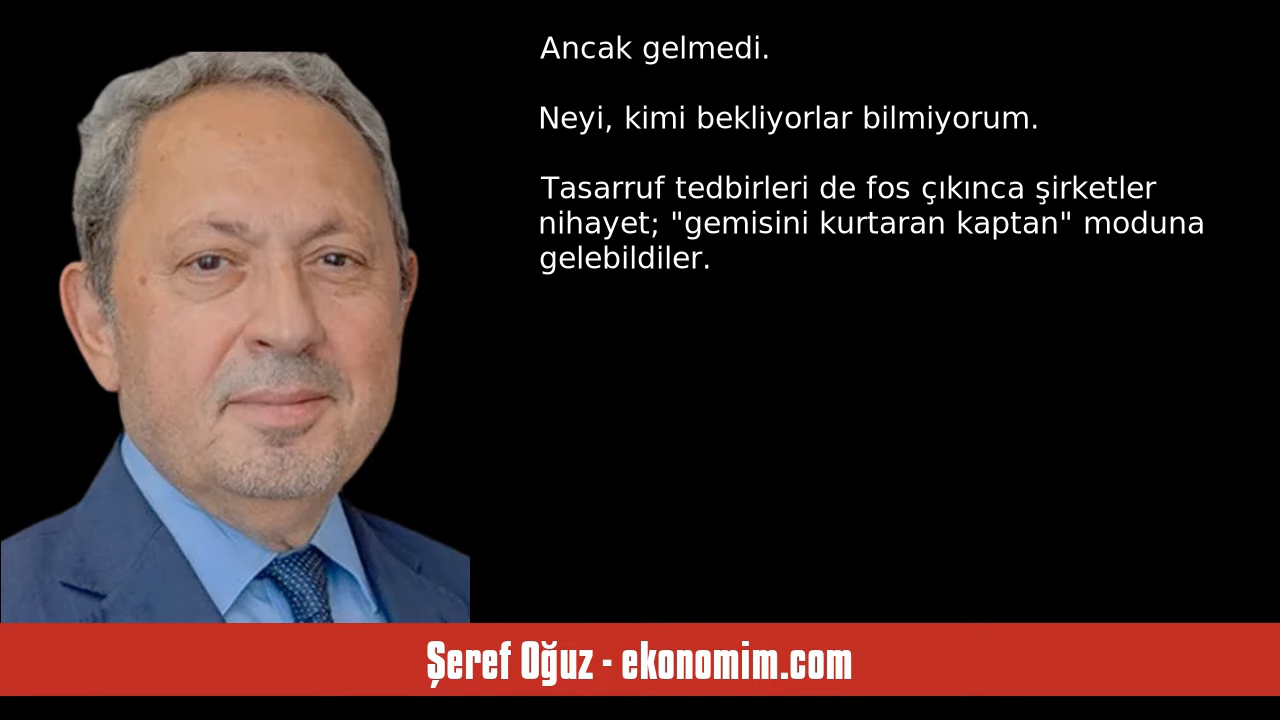 Ancak gelmedi.
Neyi, kimi bekliyorlar bilmiyorum.
Tasarruf tedbirleri de fos çıkınca şirketler
nihayet; "gemisini kurtaran kaptan" moduna
gelebildiler.
Şeref Oğuz - ekonomim.com